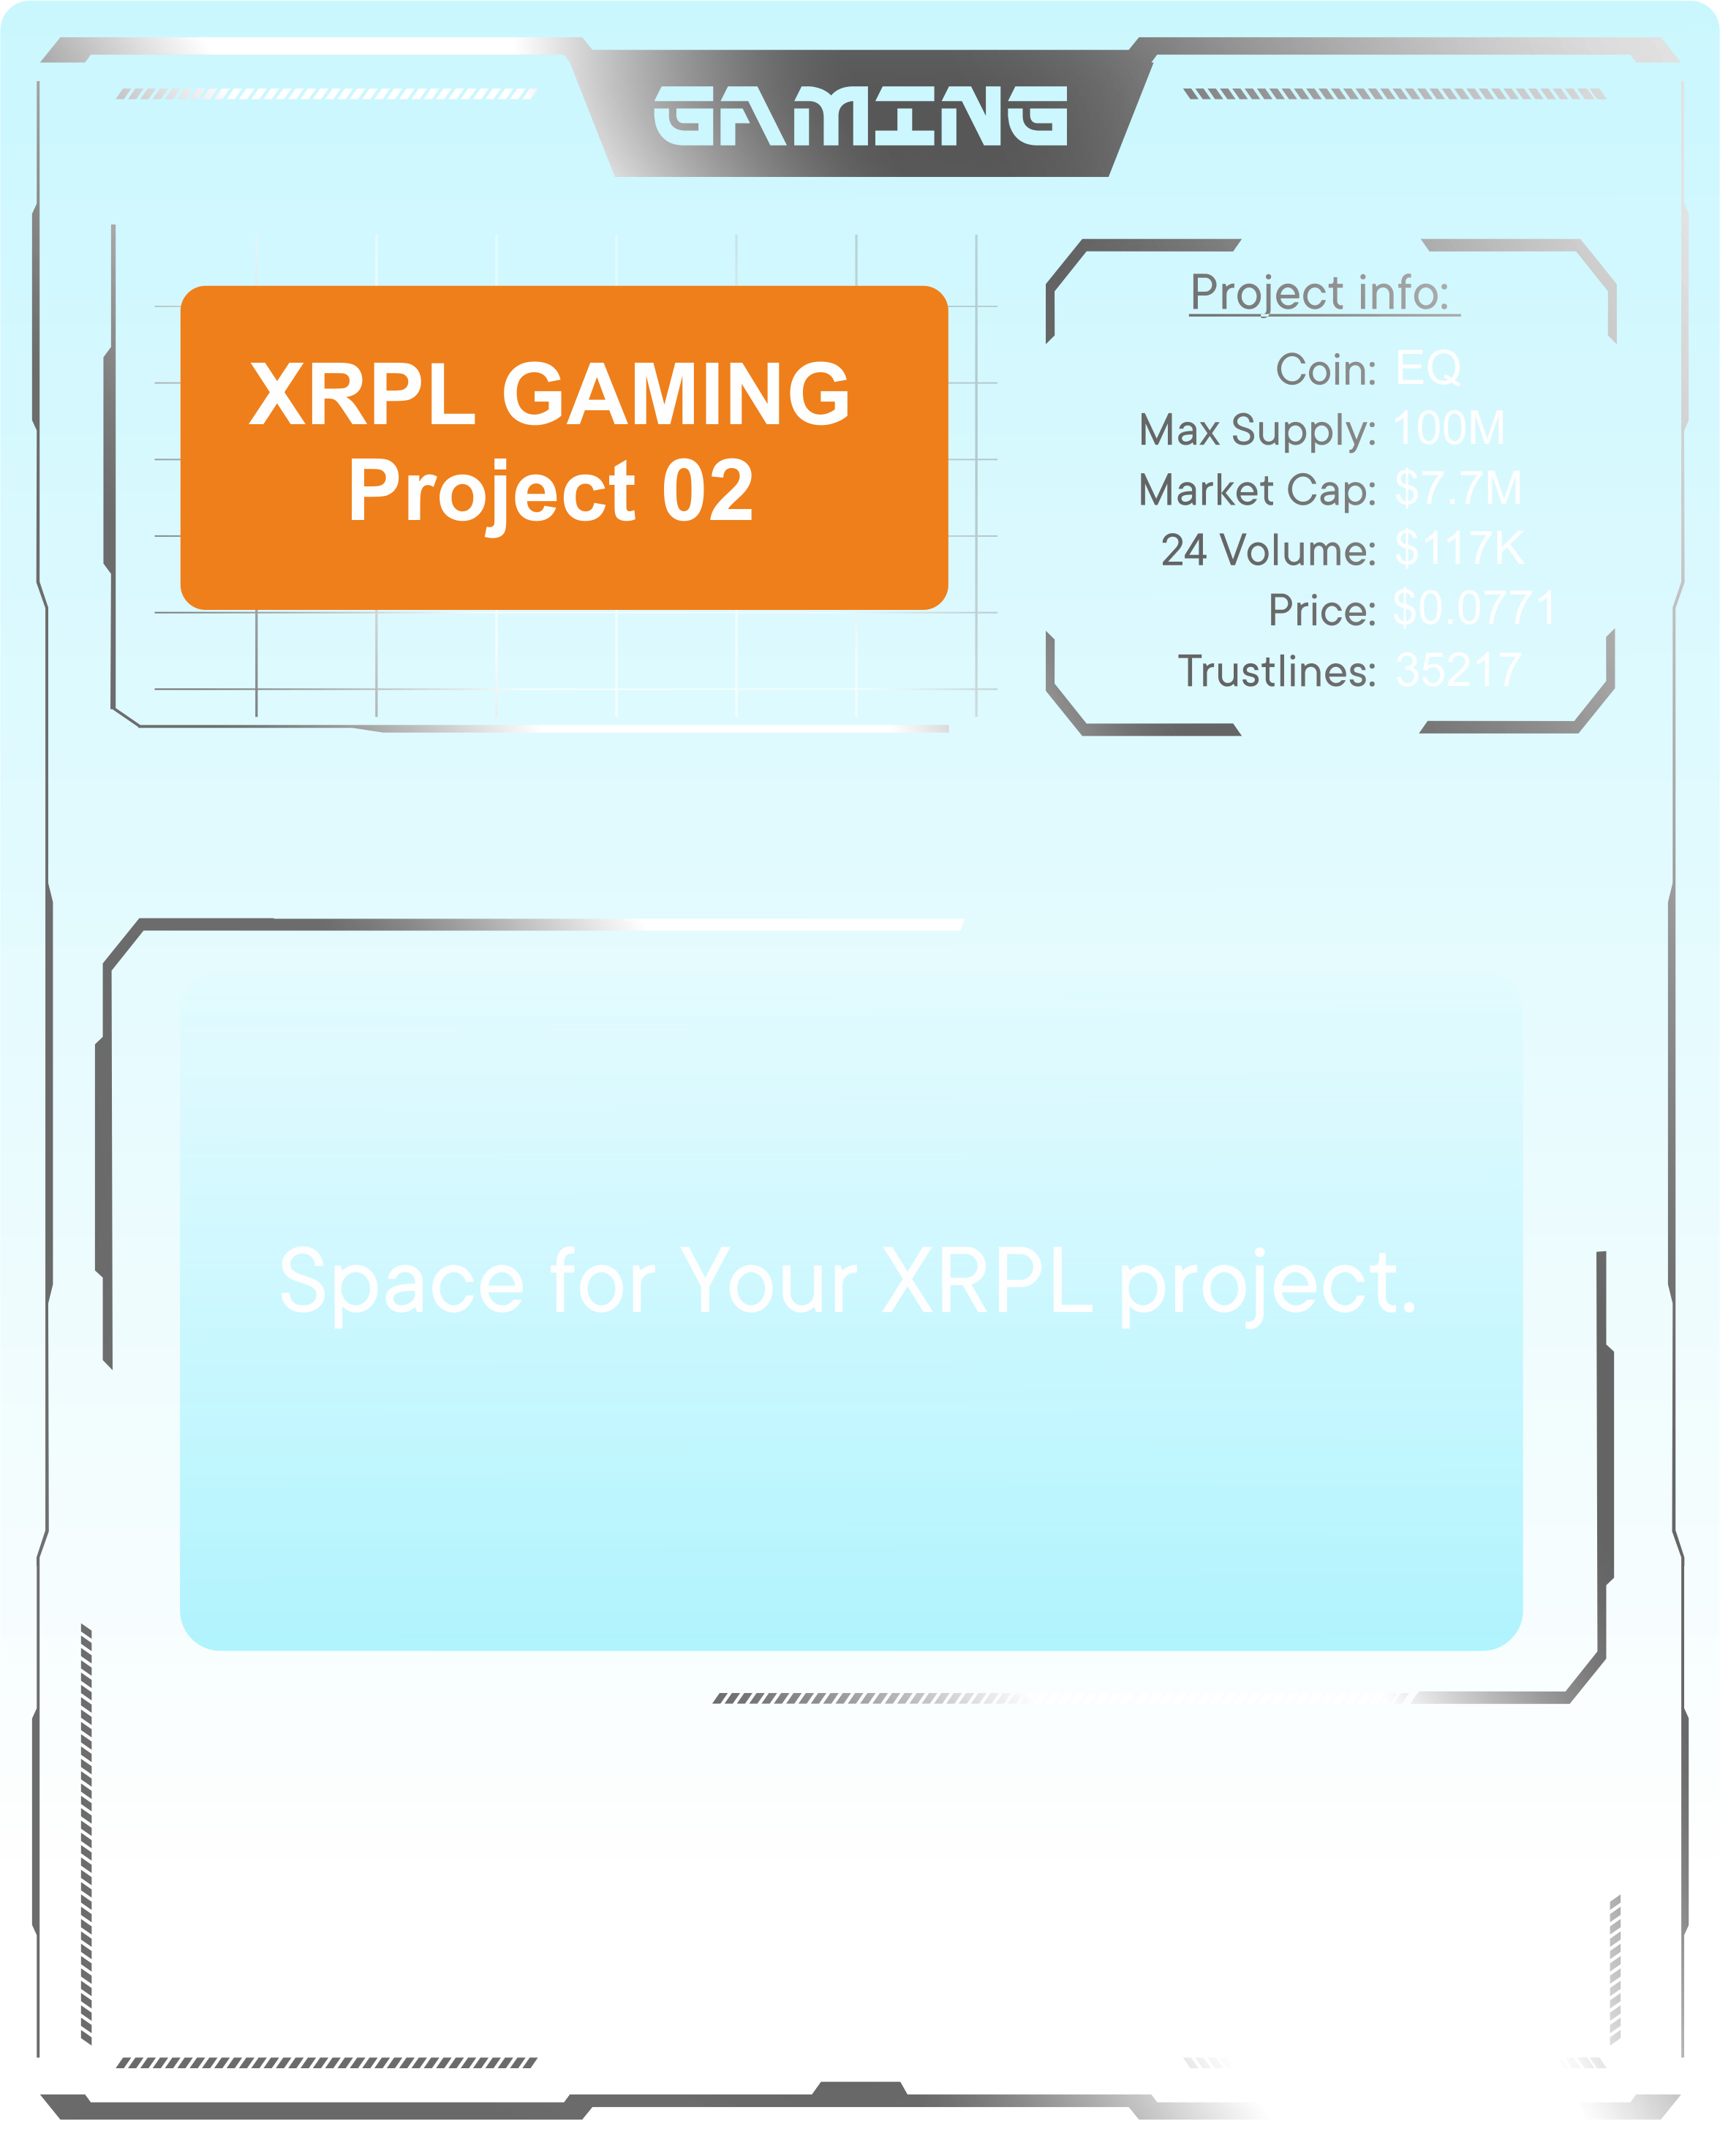 GAMING
XRPL GAMING
Project 02
Project info:
Coin: EQ
Max Supply: 100M
Market Cap: $7.7M
24 Volume: $117K
Price: $0.0771
Trustlines: 35217
Space for Your XRPL project.